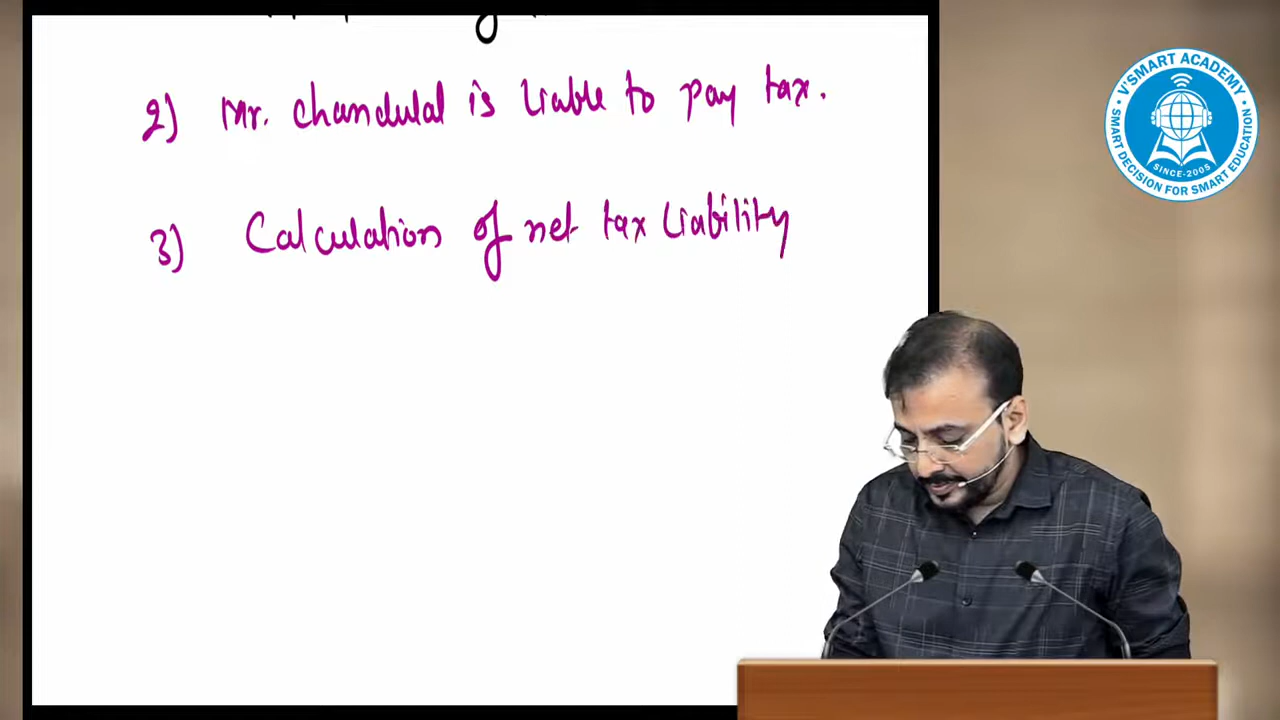 2) Mr. Chandulal is liable to pay tax.
3) Calculation of net tax liability
V'SMART ACADEMY
SINCE-2005
SMART DECISION FOR SMART EDUCATION